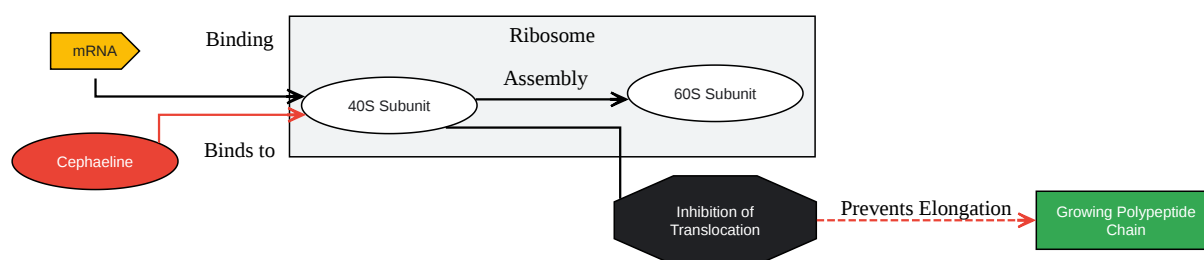 Ribosome
Binding
mRNA
Assembly
40S Subunit
60S Subunit
Cephaeline
Binds to
Inhibition of
Translocation
Prevents Elongation
Growing Polypeptide
Chain